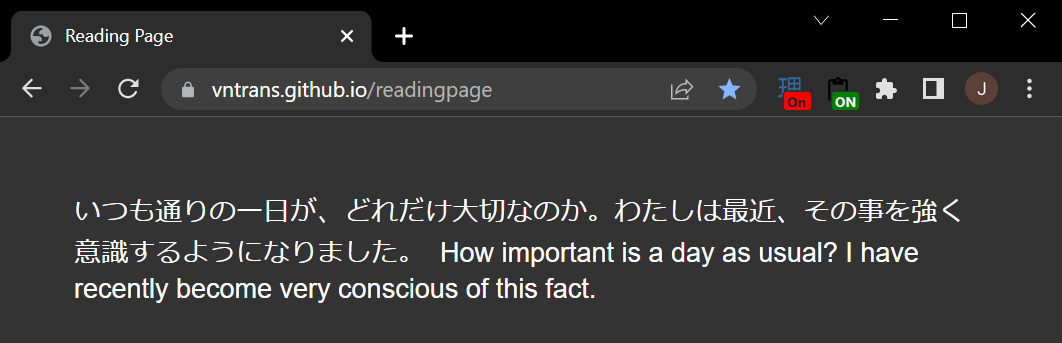 Reading Page
vntrans.github.io/readingpage
理
On
ON
J
いつも通りの一日が、どれだけ大切なのか。わたしは最近、その事を強く
意識するようになりました。 How important is a day as usual? I have
recently become very conscious of this fact.